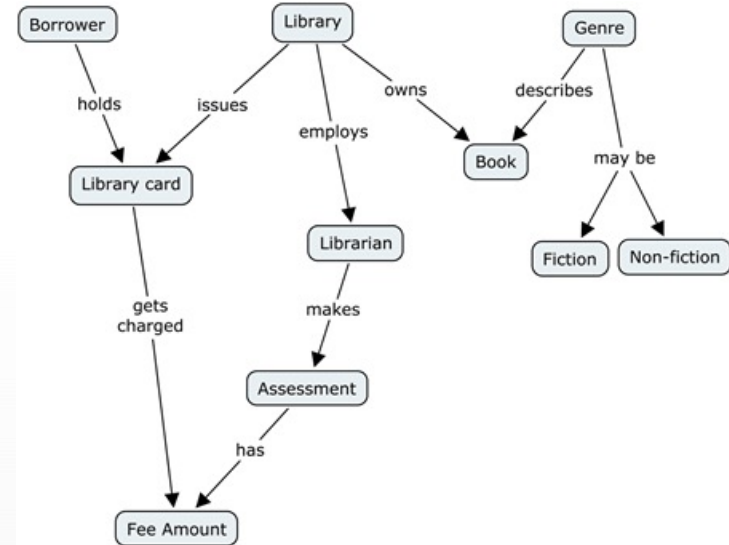 Borrower
Library
Genre
holds
issues
owns
describes
employs
Book
may be
Library card
Librarian
Fiction
Non-fiction
gets
charged
makes
Assessment
has
Fee Amount